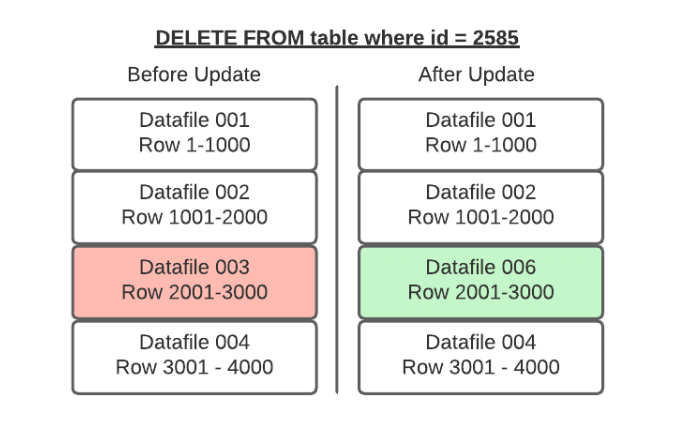 DELETE FROM table where id = 2585
Before Update
After Update
Datafile 001
Row 1-1000
Datafile 002
Row 1001-2000
Datafile 003
Row 2001-3000
Datafile 004
Row 3001 - 4000
Datafile 001
Row 1-1000
Datafile 002
Row 1001-2000
Datafile 006
Row 2001-3000
Datafile 004
Row 3001 - 4000